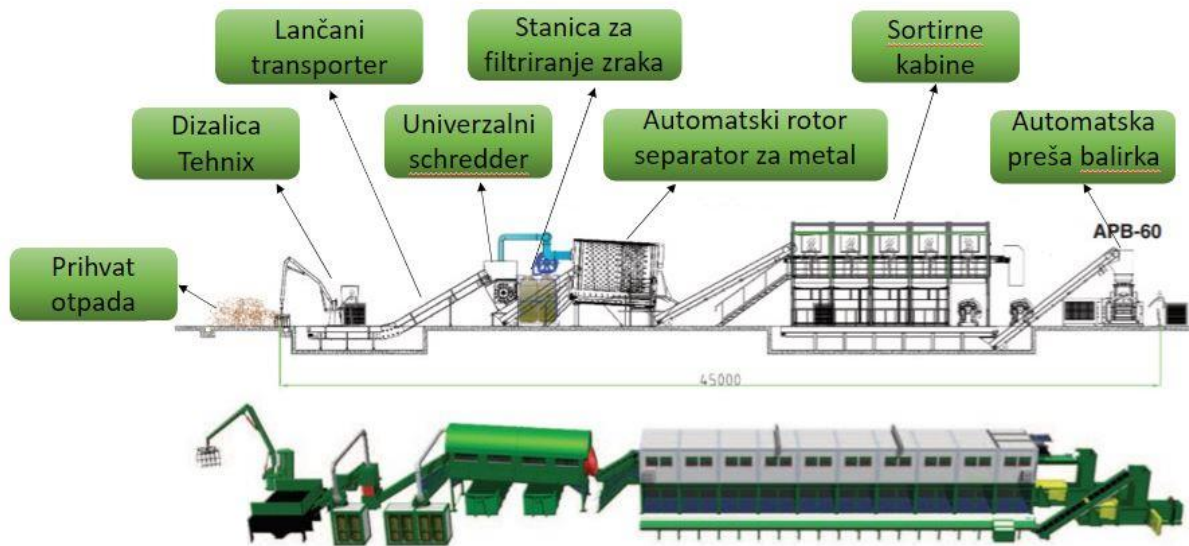 Lančani
transporter
Stanica za
filtriranje zraka
Sortirne
kabine
Dizalica
Tehnix
Univerzalni
schredder
Automatski rotor
separator za metal
Automatska
preša balirka
APB-60
Prihvat
otpada
45000